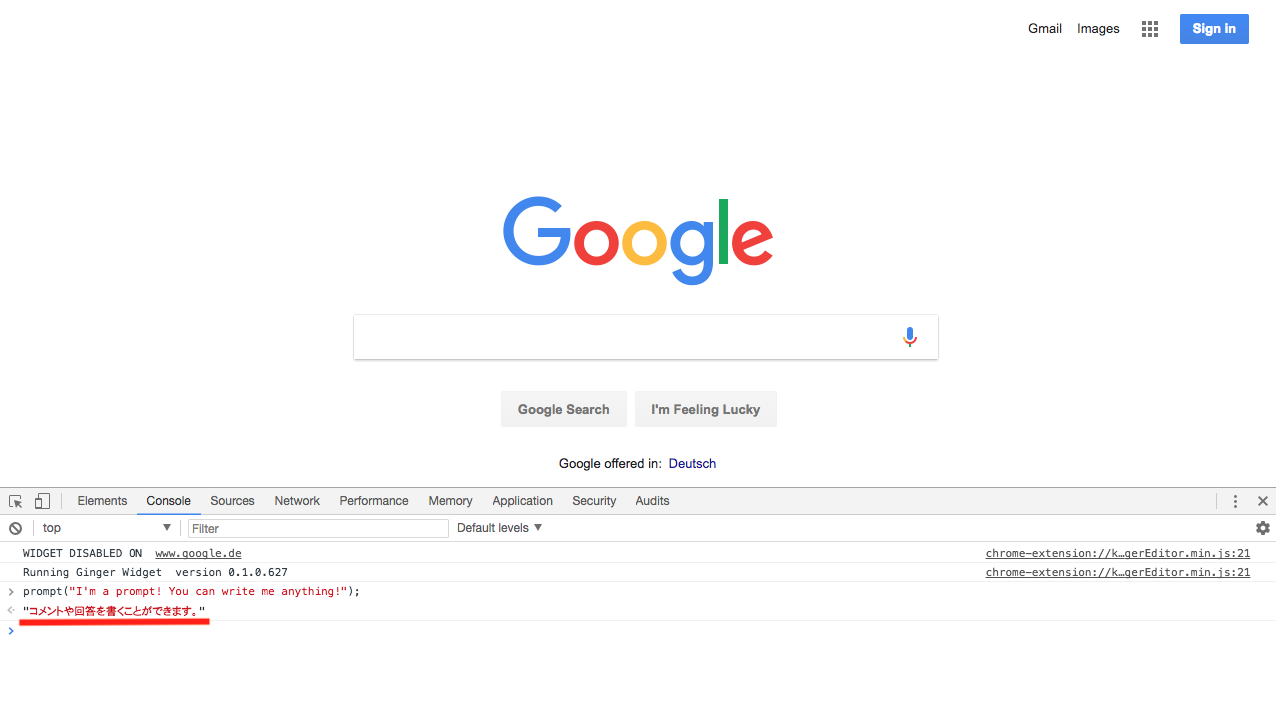 Gmail Images Sign in
Google
Google Search I'm Feeling Lucky
Google offered in: Deutsch
Elements Console Sources Network Performance Memory Application Security Audits
top Filter Default levels
WIDGET DISABLED ON www.google.de chrome-extension://k…gerEditor.min.js:21
Running Ginger Widget version 0.1.0.627 chrome-extension://k…gerEditor.min.js:21
prompt("I'm a prompt! You can write me anything!");
"コメントや回答を書くことができます。"